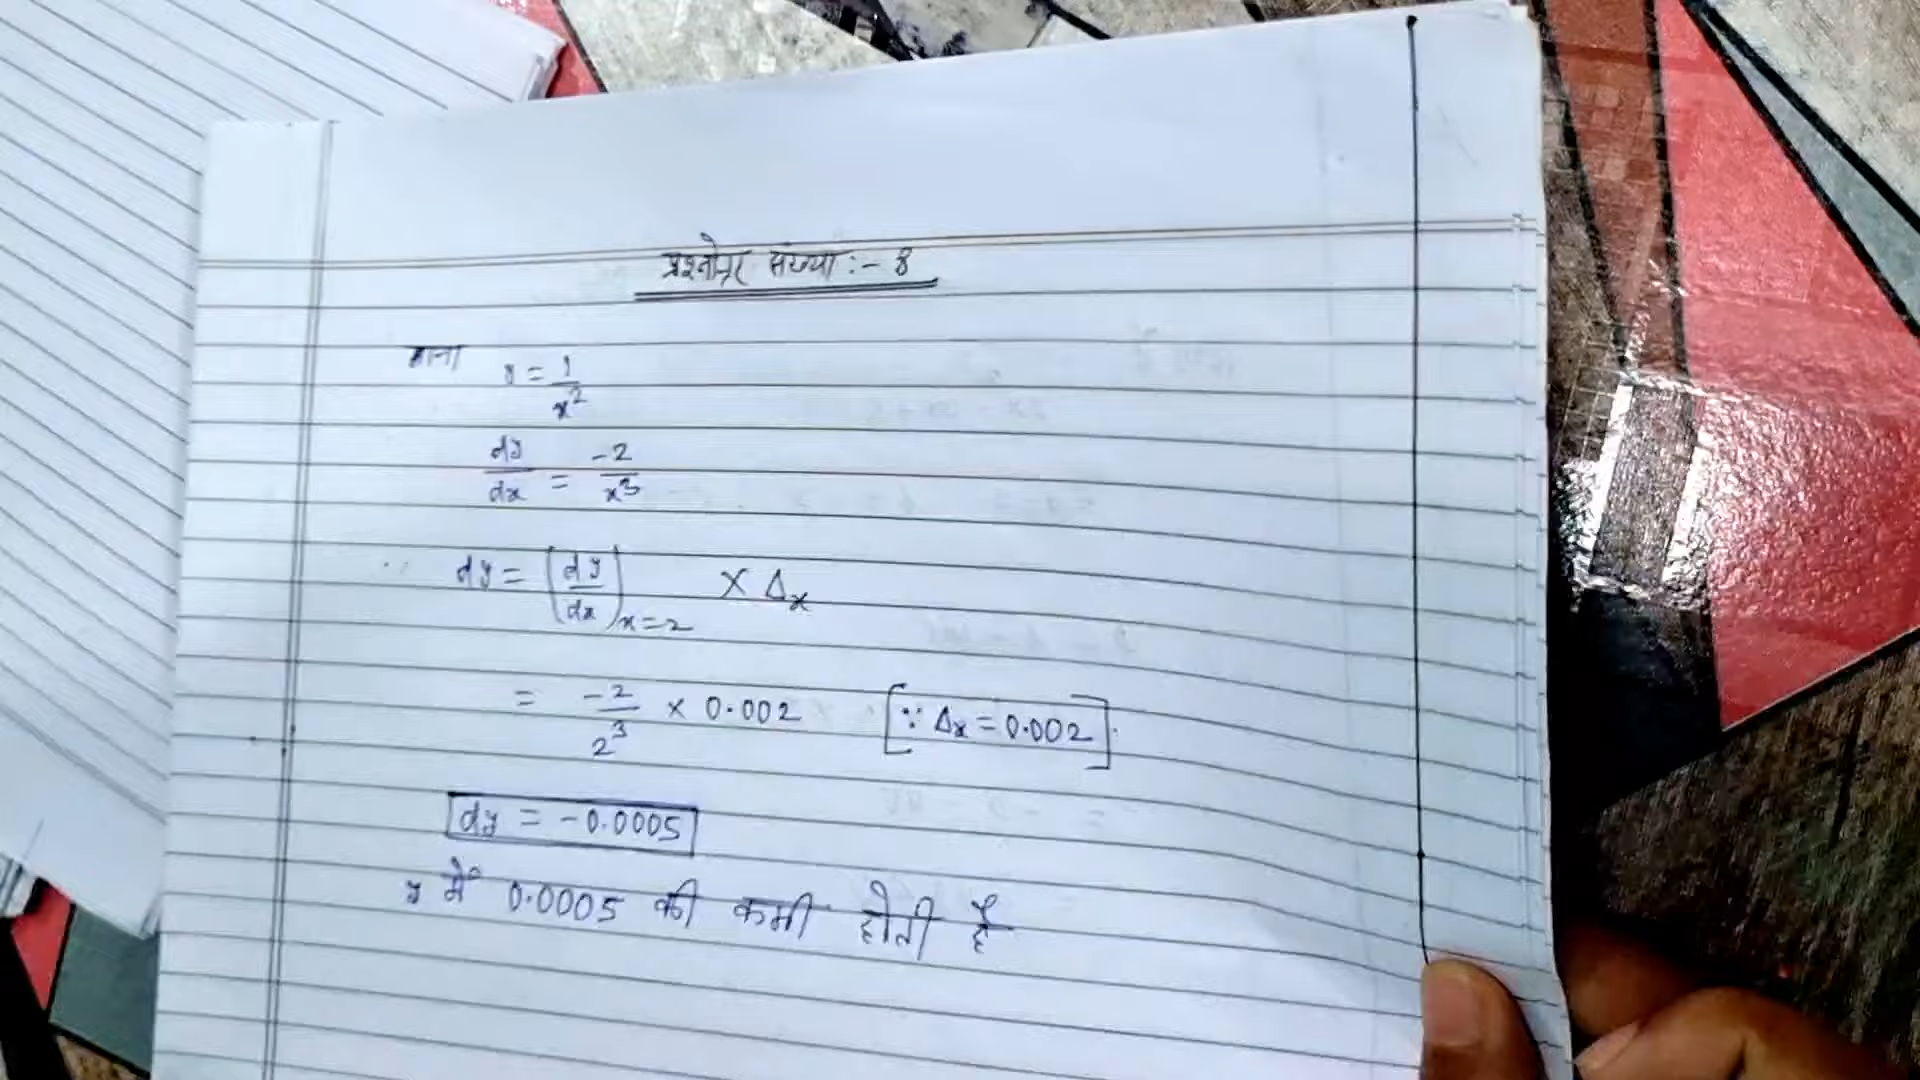 प्रश्नोत्तर संख्या :- 8
माना y = 1/x²
dy/dx = -2/x³
dy = (dy/dx)x=2 × Δx
= -2/2³ × 0.002 [∵ Δx = 0.002]
dy = -0.0005
y में 0.0005 की कमी होती है